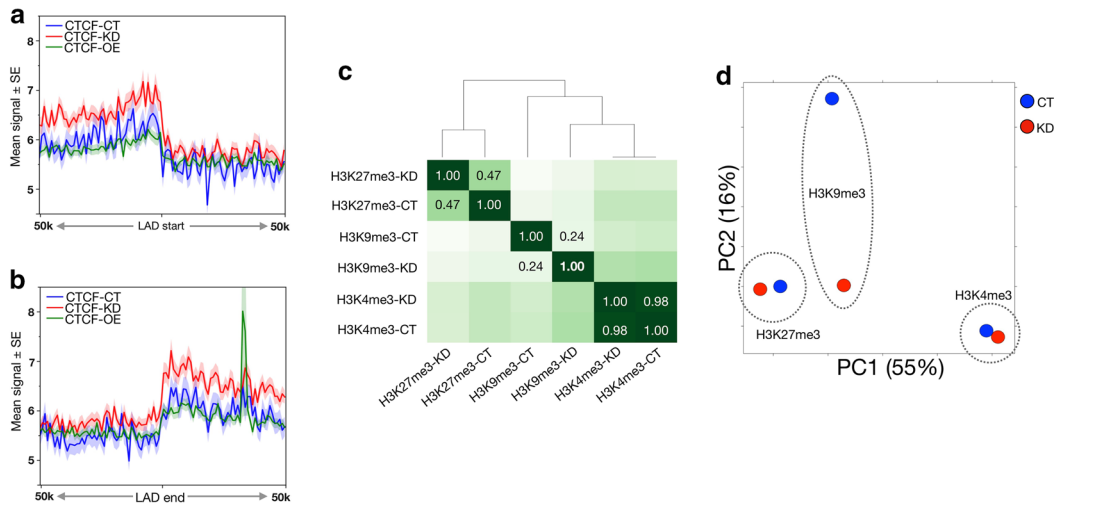 a
CTCF-CT
CTCF-KD
CTCF-OE
8
7
6
5
Mean signal ± SE
50k
LAD start
50k
b
CTCF-CT
CTCF-KD
CTCF-OE
8
7
6
5
Mean signal ± SE
50k
LAD end
50k
c
H3K27me3-KD 1.00 0.47
H3K27me3-CT 0.47 1.00
H3K9me3-CT 1.00 0.24
H3K9me3-KD 0.24 1.00
H3K4me3-KD 1.00 0.98
H3K4me3-CT 0.98 1.00
H3K27me3-KD
H3K27me3-CT
H3K9me3-CT
H3K9me3-KD
H3K4me3-KD
H3K4me3-CT
d
CT
KD
H3K9me3
H3K27me3
H3K4me3
PC2 (16%)
PC1 (55%)